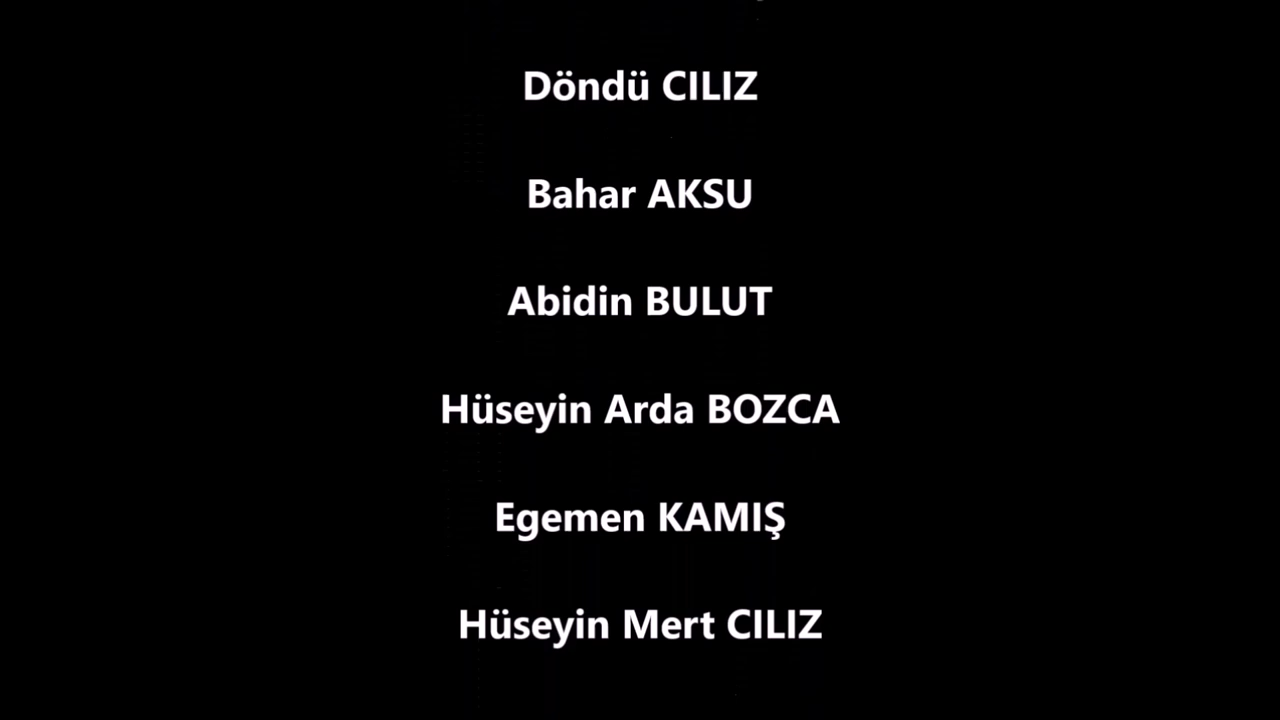 Döndü CILIZ
Bahar AKSU
Abidin BULUT
Hüseyin Arda BOZCA
Egemen KAMIŞ
Hüseyin Mert CILIZ